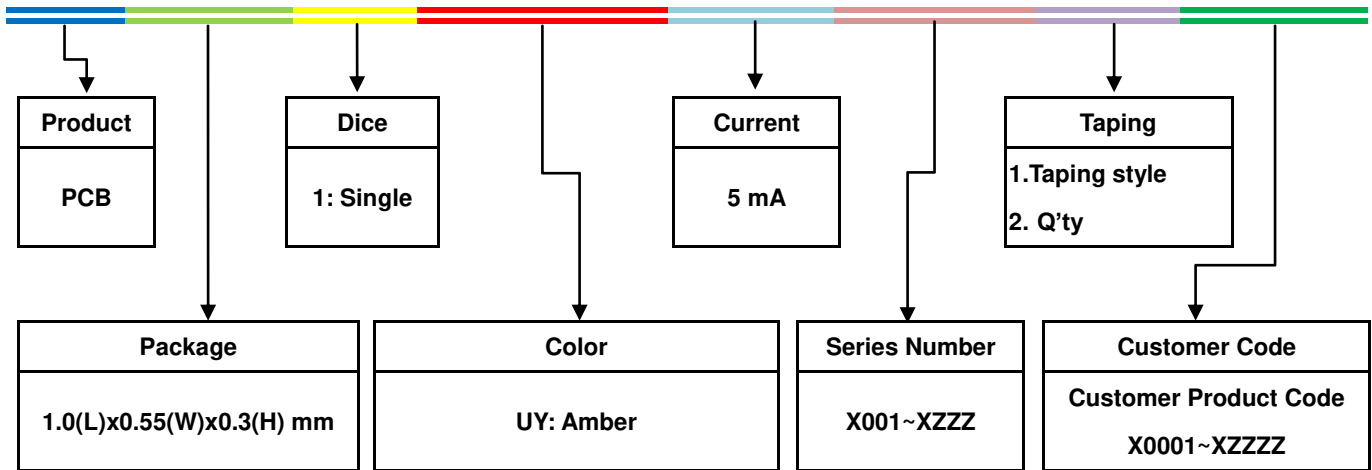 Product
PCB
Dice
1: Single
Current
5 mA
Taping
1.Taping style
2. Q'ty
Package
1.0(L)x0.55(W)x0.3(H) mm
Color
UY: Amber
Series Number
X001~XZZZ
Customer Code
Customer Product Code
X0001~XZZZZ